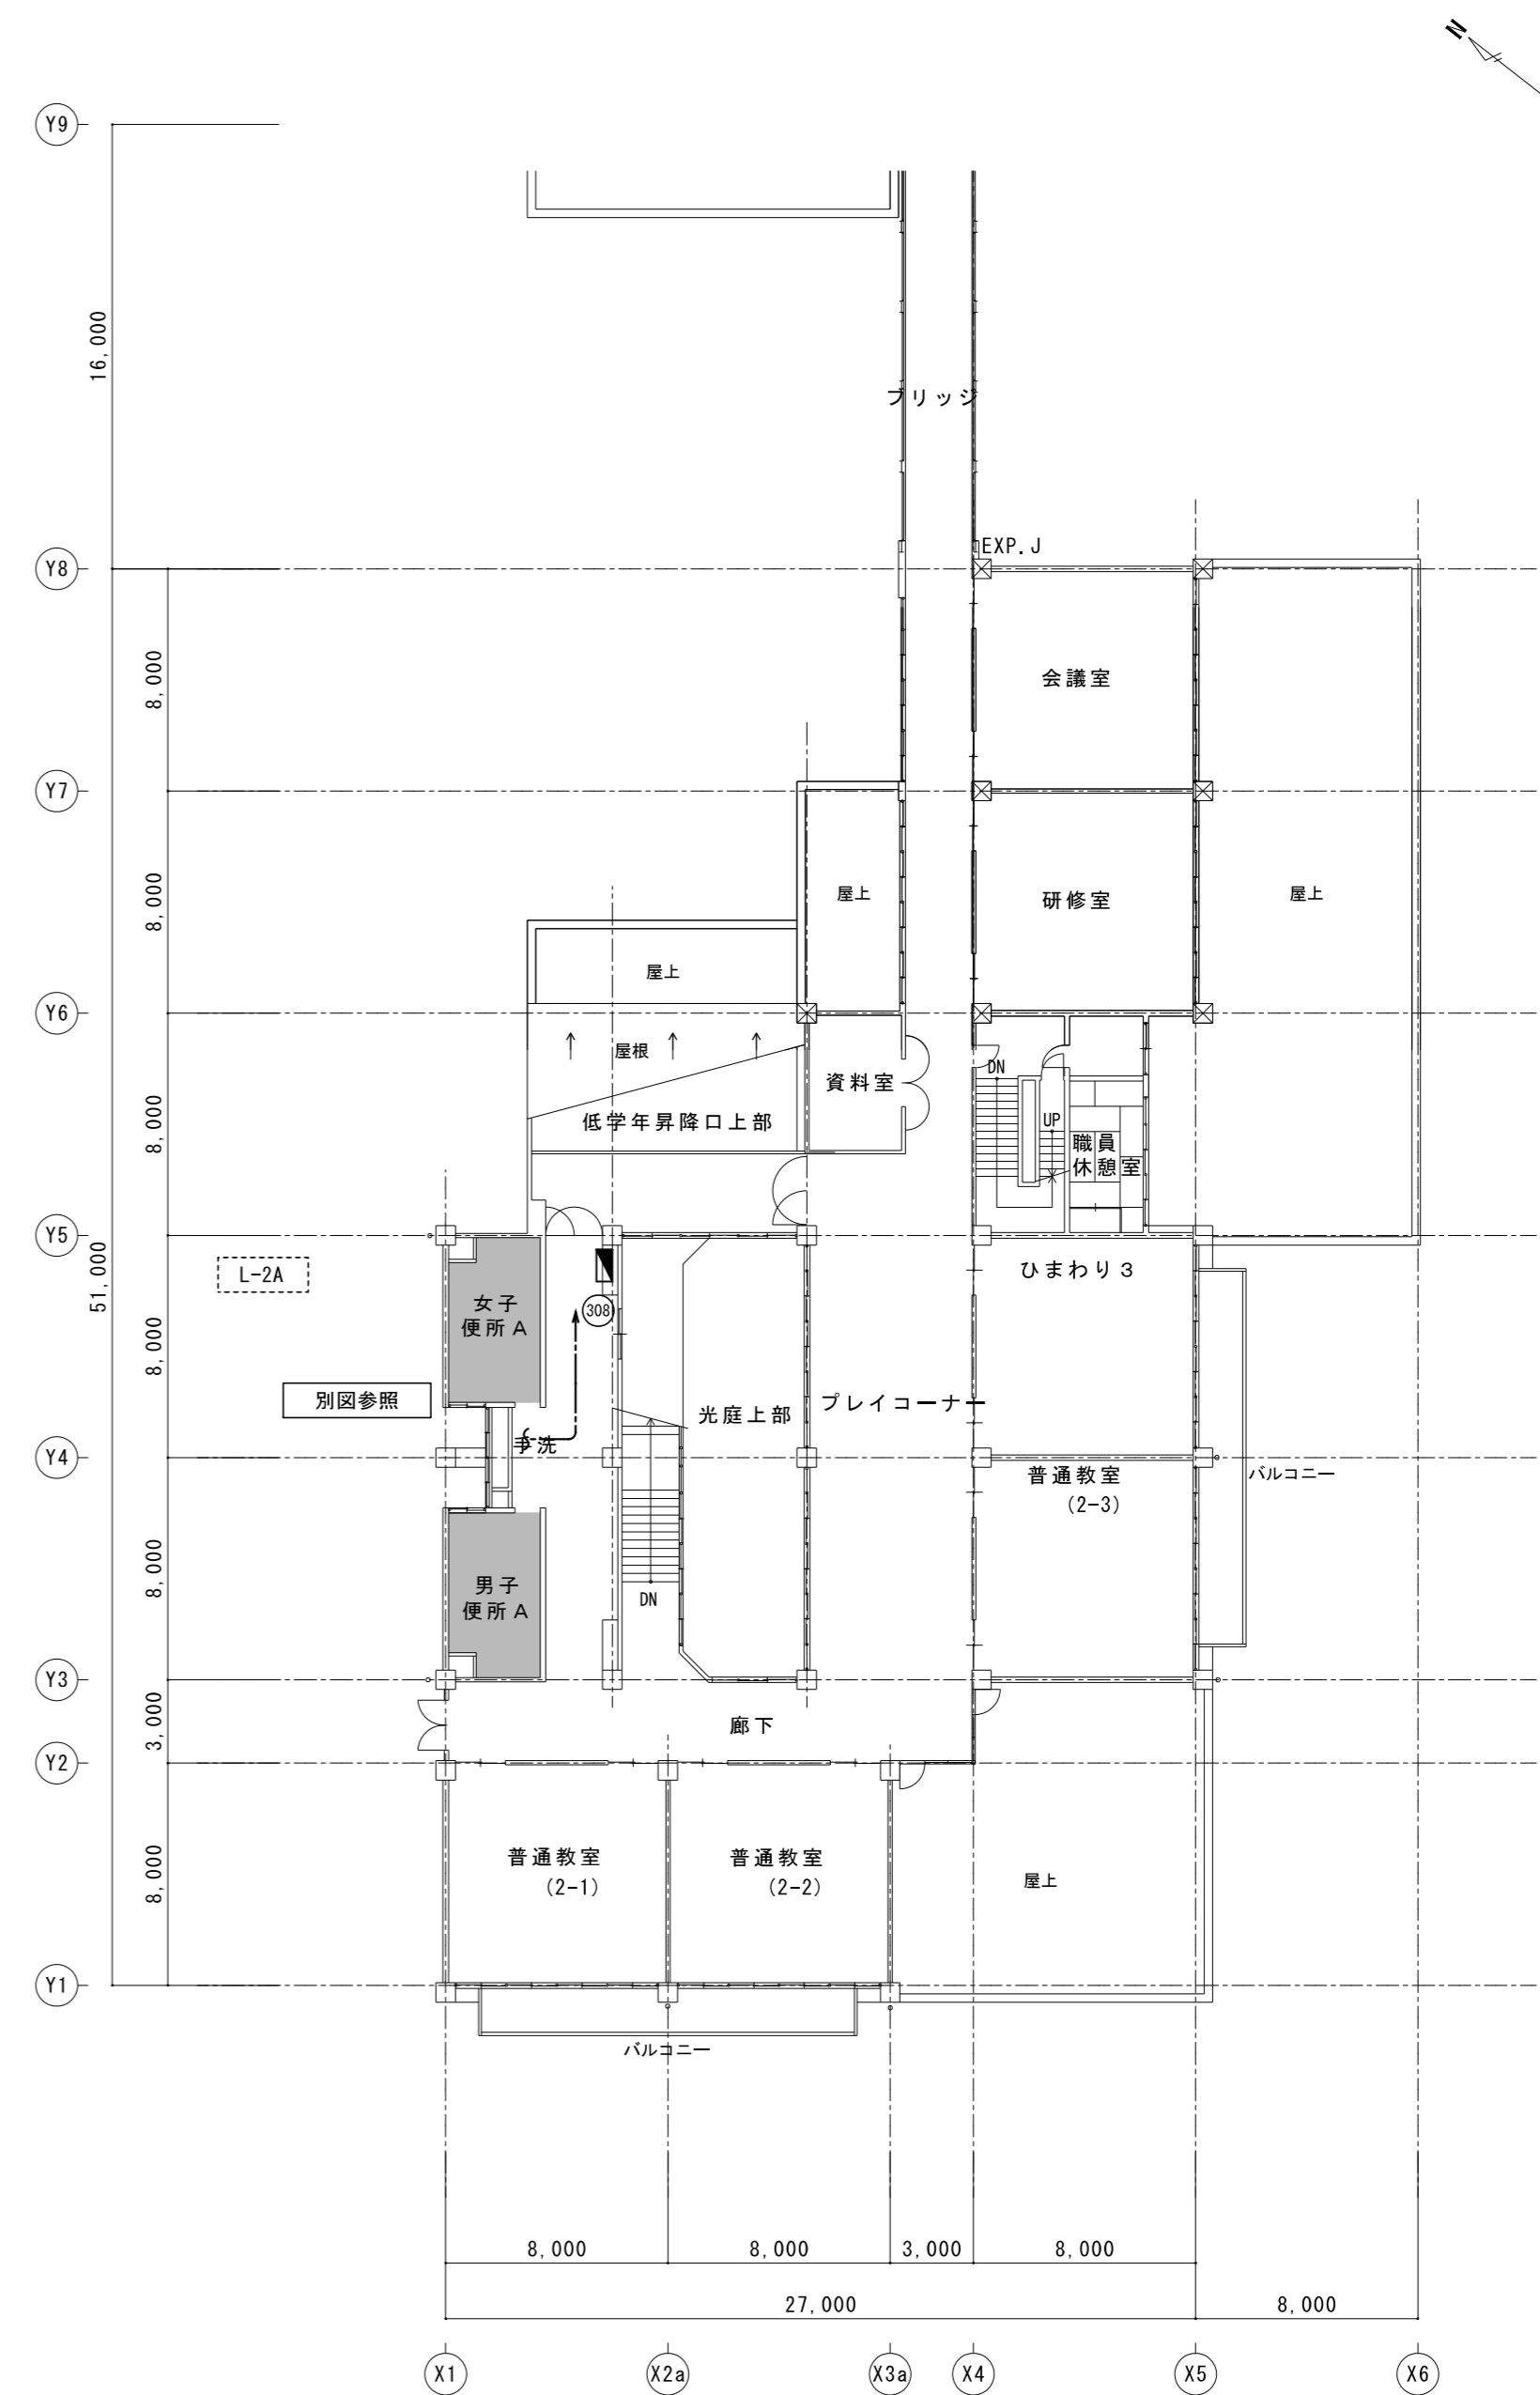 N
Y9
16,000
ブリッジ
EXP.J
Y8
8,000
会議室
Y7
8,000
研修室
屋上
屋上
屋上
Y6
屋根
DN
資料室
8,000
低学年昇降口上部
UP
職員
休憩室
Y5
51,000
L-2A
ひまわり３
女子
便所Ａ
308
8,000
別図参照
プレイコーナー
光庭上部
手洗
Y4
普通教室
(2-3)
バルコニー
8,000
男子
便所Ａ
DN
Y3
3,000
廊下
Y2
8,000
普通教室
(2-1)
普通教室
(2-2)
屋上
Y1
バルコニー
8,000
8,000
3,000
8,000
27,000
8,000
X1
X2a
X3a
X4
X5
X6